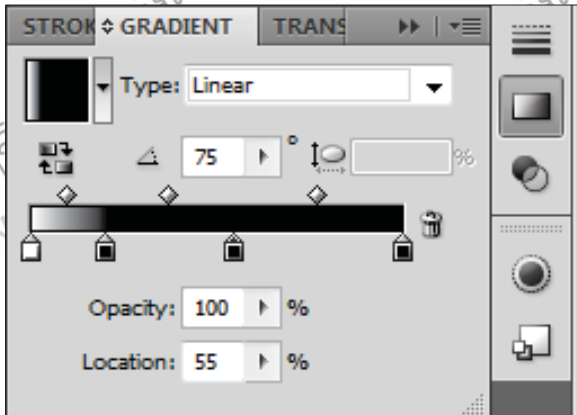 STROK GRADIENT TRANS
Type: Linear
75 ° %
Opacity: 100 %
Location: 55 %